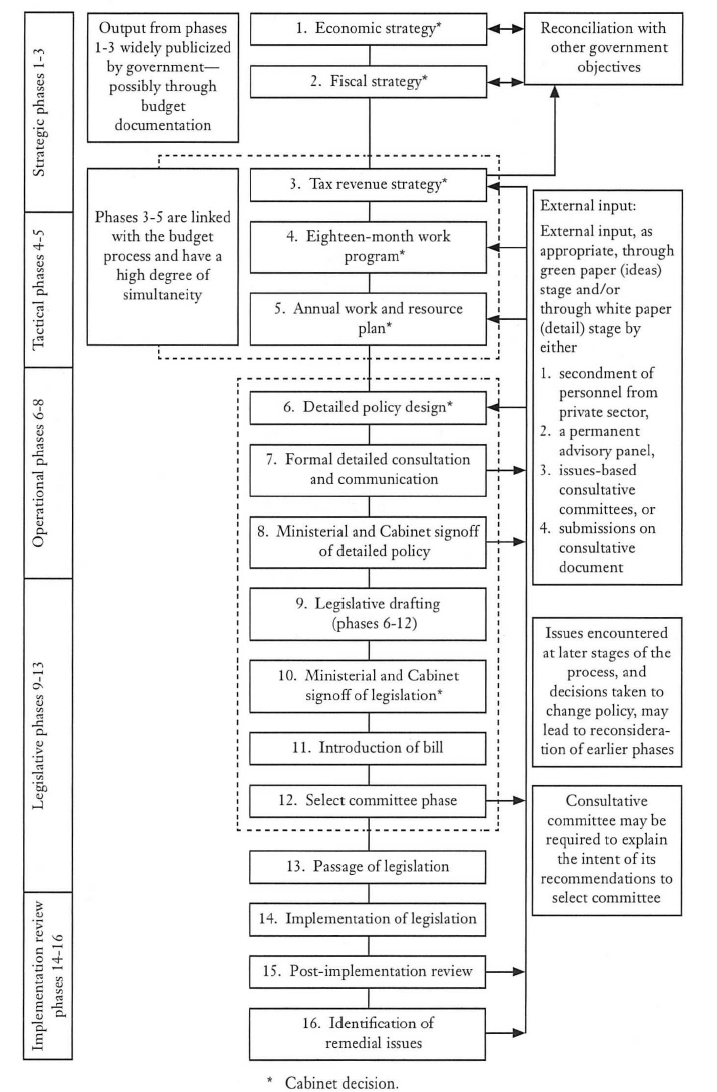 Strategic phases 1-3
Output from phases
1-3 widely publicized
by government—
possibly through
budget
documentation
1. Economic strategy*
2. Fiscal strategy*
Reconciliation with
other government
objectives
3. Tax revenue strategy*
Tactical phases 4-5
Phases 3-5 are linked
with the budget
process and have a
high degree of
simultaneity
4. Eighteen-month work
program*
5. Annual work and resource
plan*
External input:
External input, as
appropriate, through
green paper (ideas)
stage and/or
through white paper
(detail) stage by
either
1. secondment of
personnel from
private sector,
2. a permanent
advisory panel,
3. issues-based
consultative
committees, or
4. submissions on
consultative
document
Operational phases 6-8
6. Detailed policy design*
7. Formal detailed consultation
and communication
8. Ministerial and Cabinet signoff
of detailed policy
Legislative phases 9-13
9. Legislative drafting
(phases 6-12)
10. Ministerial and Cabinet
signoff of legislation*
11. Introduction of bill
12. Select committee phase
13. Passage of legislation
Issues encountered
at later stages of the
process, and
decisions taken to
change policy, may
lead to reconsidera-
tion of earlier phases
Consultative
committee may be
required to explain
the intent of its
recommendations to
select committee
Implementation review
phases 14-16
14. Implementation of legislation
15. Post-implementation review
16. Identification of
remedial issues
* Cabinet decision.